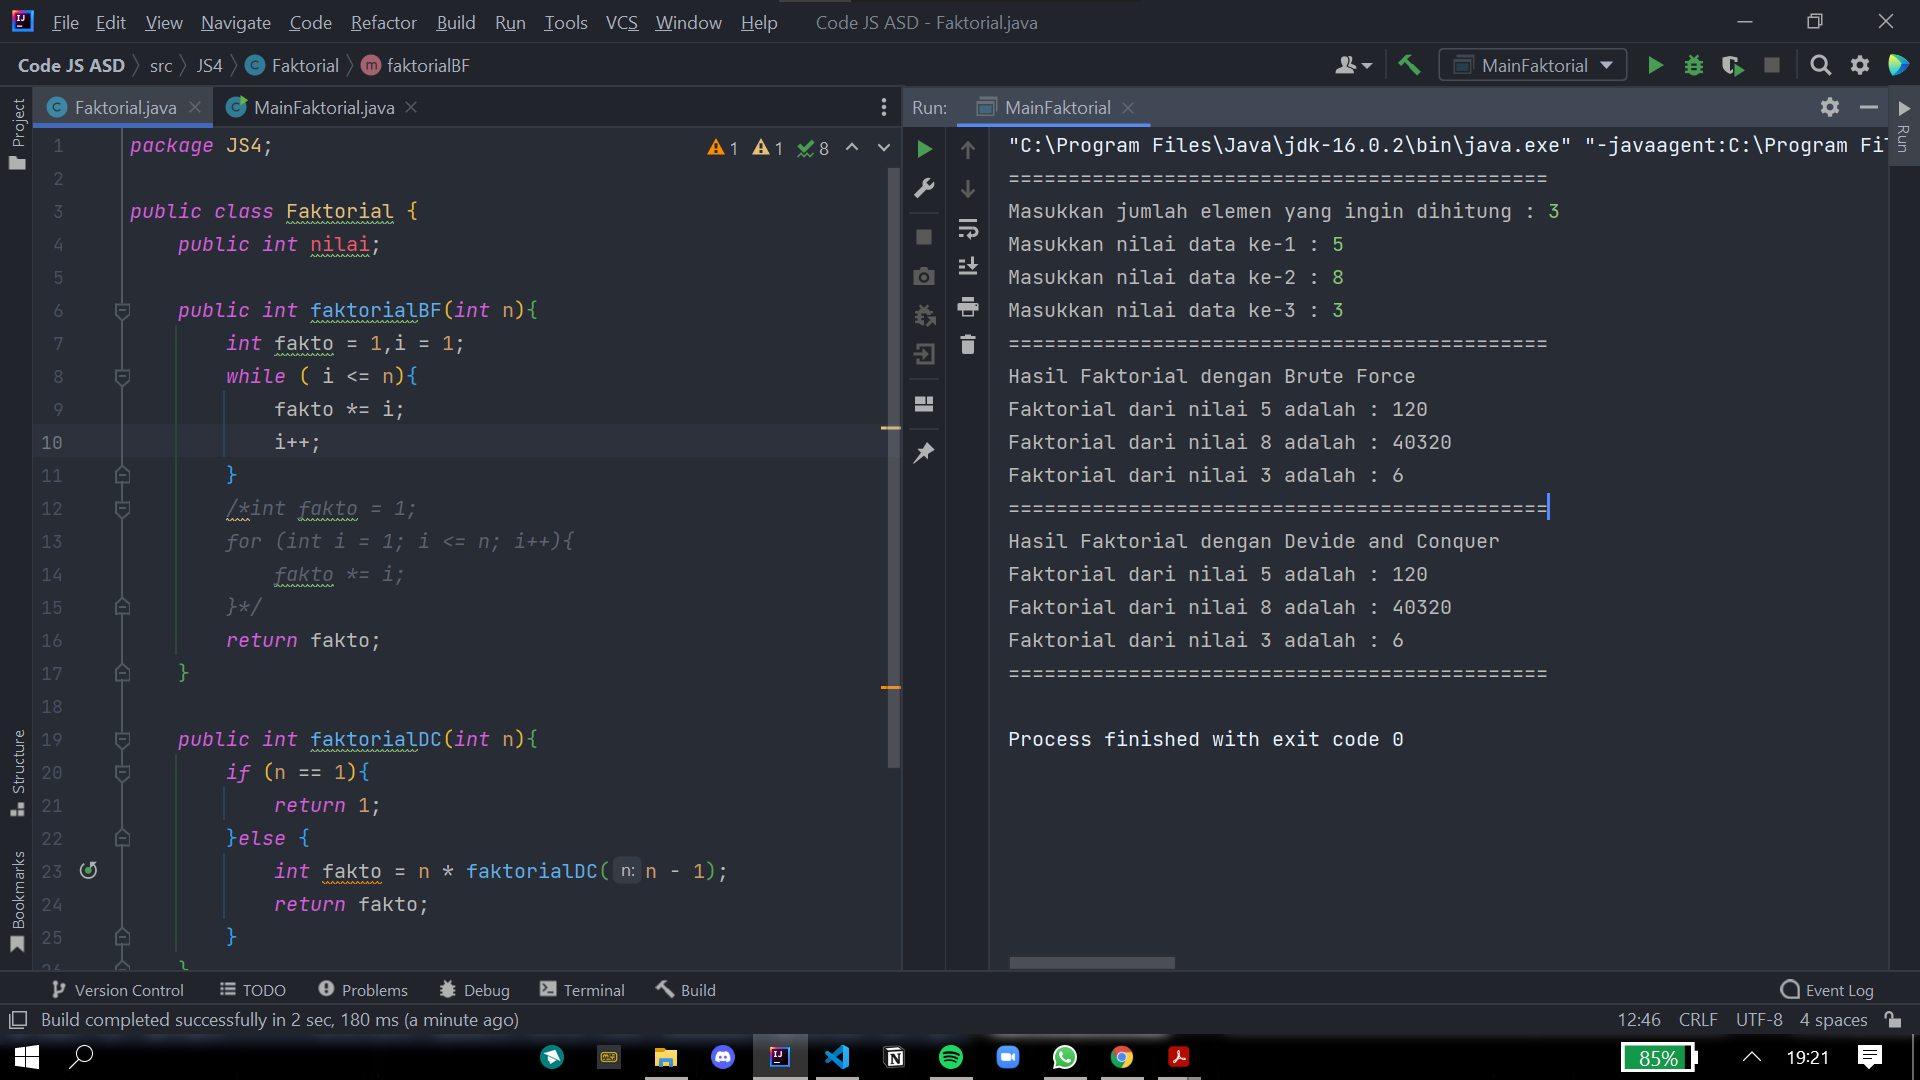 File Edit View Navigate Code Refactor Build Run Tools VCS Window Help Code JS ASD - Faktorial.java
Code JS ASD src JS4 Faktorial faktorialBF MainFaktorial
Project
Structure
Bookmarks
Faktorial.java MainFaktorial.java
1 1 8
1 package JS4;
2
3 public class Faktorial {
4 public int nilai;
5
6 public int faktorialBF(int n){
7 int fakto = 1,i = 1;
8 while ( i <= n){
9 fakto *= i;
10 i++;
11 }
12 /*int fakto = 1;
13 for (int i = 1; i <= n; i++){
14 fakto *= i;
15 }*/
16 return fakto;
17 }
18
19 public int faktorialDC(int n){
20 if (n == 1){
21 return 1;
22 }else {
23 int fakto = n * faktorialDC( n: n - 1);
24 return fakto;
25 }
26 }
Run: MainFaktorial
Run
"C:\Program Files\Java\jdk-16.0.2\bin\java.exe" "-javaagent:C:\Program Fi
=============================================
Masukkan jumlah elemen yang ingin dihitung : 3
Masukkan nilai data ke-1 : 5
Masukkan nilai data ke-2 : 8
Masukkan nilai data ke-3 : 3
=============================================
Hasil Faktorial dengan Brute Force
Faktorial dari nilai 5 adalah : 120
Faktorial dari nilai 8 adalah : 40320
Faktorial dari nilai 3 adalah : 6
=============================================
Hasil Faktorial dengan Devide and Conquer
Faktorial dari nilai 5 adalah : 120
Faktorial dari nilai 8 adalah : 40320
Faktorial dari nilai 3 adalah : 6
=============================================
Process finished with exit code 0
Version Control TODO Problems Debug Terminal Build Event Log
Build completed successfully in 2 sec, 180 ms (a minute ago) 12:46 CRLF UTF-8 4 spaces
85% 19:21